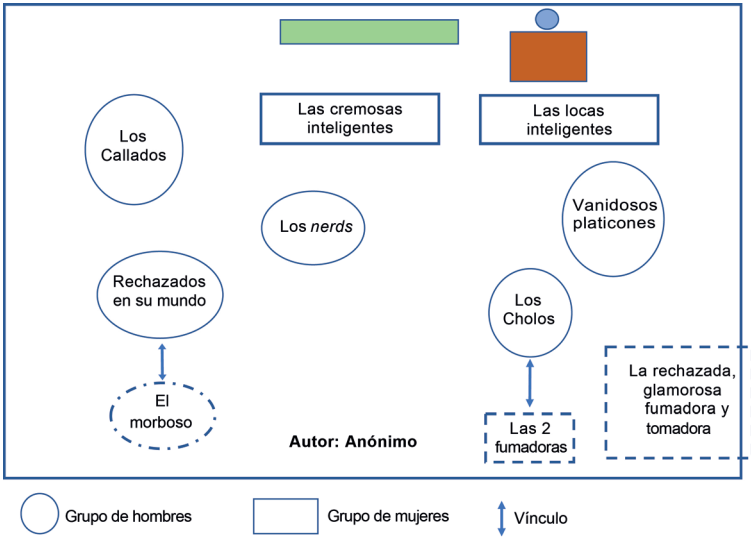 Las cremosas
inteligentes
Las locas
inteligentes
Los
Callados
Los nerds
Vanidosos
platicones
Rechazados
en su mundo
Los
Cholos
El
morboso
Las 2
fumadoras
La rechazada,
glamorosa
fumadora y
tomadora
Autor: Anónimo
Grupo de hombres
Grupo de mujeres
Vínculo